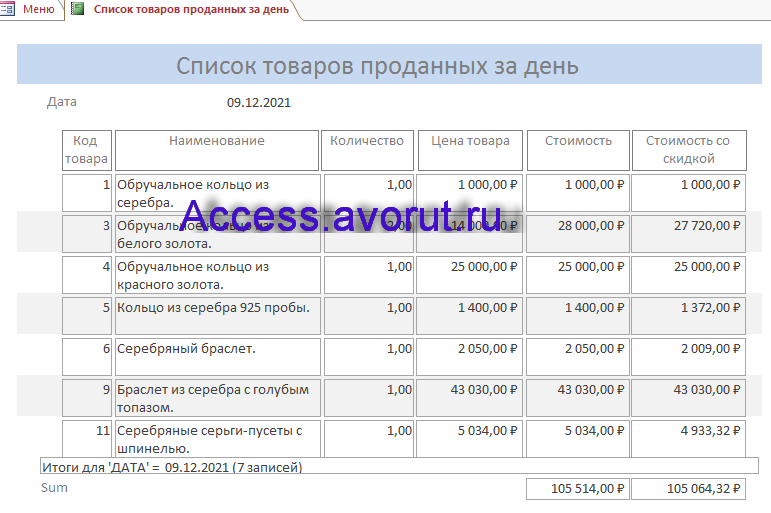 Меню
Список товаров проданных за день
Список товаров проданных за день
Дата 09.12.2021
Код товара Наименование Количество Цена товара Стоимость Стоимость со скидкой
1 Обручальное кольцо из серебра. 1,00 1 000,00 ₽ 1 000,00 ₽ 1 000,00 ₽
Access.avorut.ru
3 Обручальное кольцо из белого золота. 2,00 14 000,00 ₽ 28 000,00 ₽ 27 720,00 ₽
4 Обручальное кольцо из красного золота. 1,00 25 000,00 ₽ 25 000,00 ₽ 25 000,00 ₽
5 Кольцо из серебра 925 пробы. 1,00 1 400,00 ₽ 1 400,00 ₽ 1 372,00 ₽
6 Серебряный браслет. 1,00 2 050,00 ₽ 2 050,00 ₽ 2 009,00 ₽
9 Браслет из серебра с голубым топазом. 1,00 43 030,00 ₽ 43 030,00 ₽ 43 030,00 ₽
11 Серебряные серьги-пусеты с шпинелью. 1,00 5 034,00 ₽ 5 034,00 ₽ 4 933,32 ₽
Итоги для 'ДАТА' = 09.12.2021 (7 записей)
Sum 105 514,00 ₽ 105 064,32 ₽